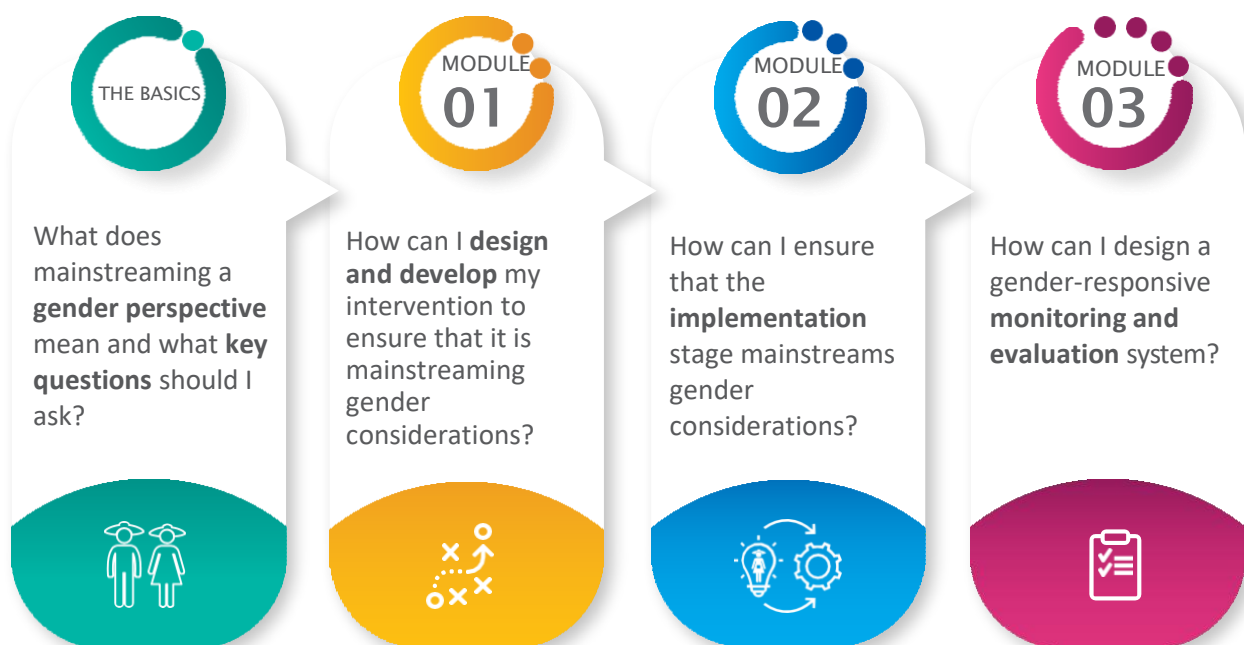 THE BASICS
What does
mainstreaming a
gender perspective
mean and what key
questions should I
ask?
MODULE
01
How can I design
and develop my
intervention to
ensure that it is
mainstreaming
gender
considerations?
MODULE
02
How can I ensure
that the
implementation
stage mainstreams
gender
considerations?
MODULE
03
How can I design a
gender-responsive
monitoring and
evaluation system?